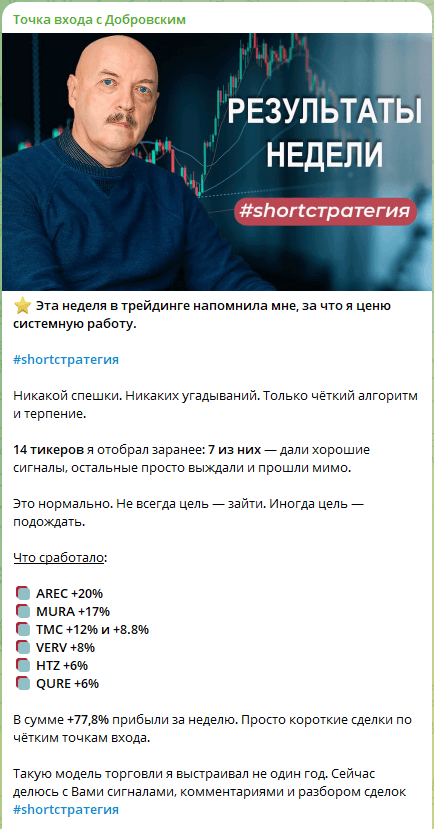 Точка входа с Добровским
РЕЗУЛЬТАТЫ
НЕДЕЛИ
#shortстратегия
Эта неделя в трейдинге напомнила мне, за что я ценю
системную работу.
#shortстратегия
Никакой спешки. Никаких угадываний. Только чёткий алгоритм
и терпение.
14 тикеров я отобрал заранее: 7 из них — дали хорошие
сигналы, остальные просто выждали и прошли мимо.
Это нормально. Не всегда цель — зайти. Иногда цель —
подождать.
Что сработало:
AREC +20%
MURA +17%
TMC +12% и +8.8%
VERV +8%
HTZ +6%
QURE +6%
В сумме +77,8% прибыли за неделю. Просто короткие сделки по
чётким точкам входа.
Такую модель торговли я выстраивал не один год. Сейчас
делюсь с Вами сигналами, комментариями и разбором сделок
#shortстратегия